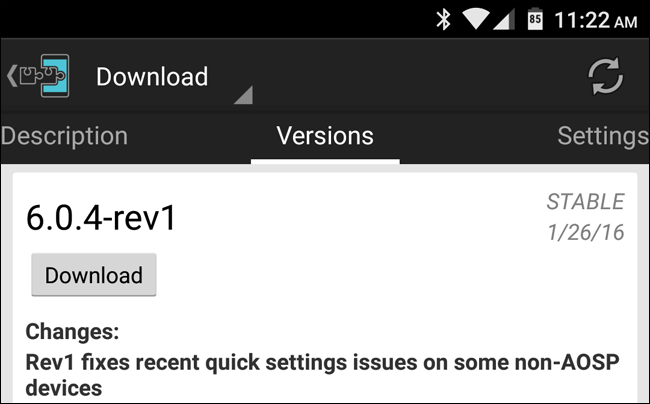 85 11:22 AM
Download
Description Versions Settings
6.0.4-rev1 STABLE
1/26/16
Download
Changes:
Rev1 fixes recent quick settings issues on some non-AOSP
devices